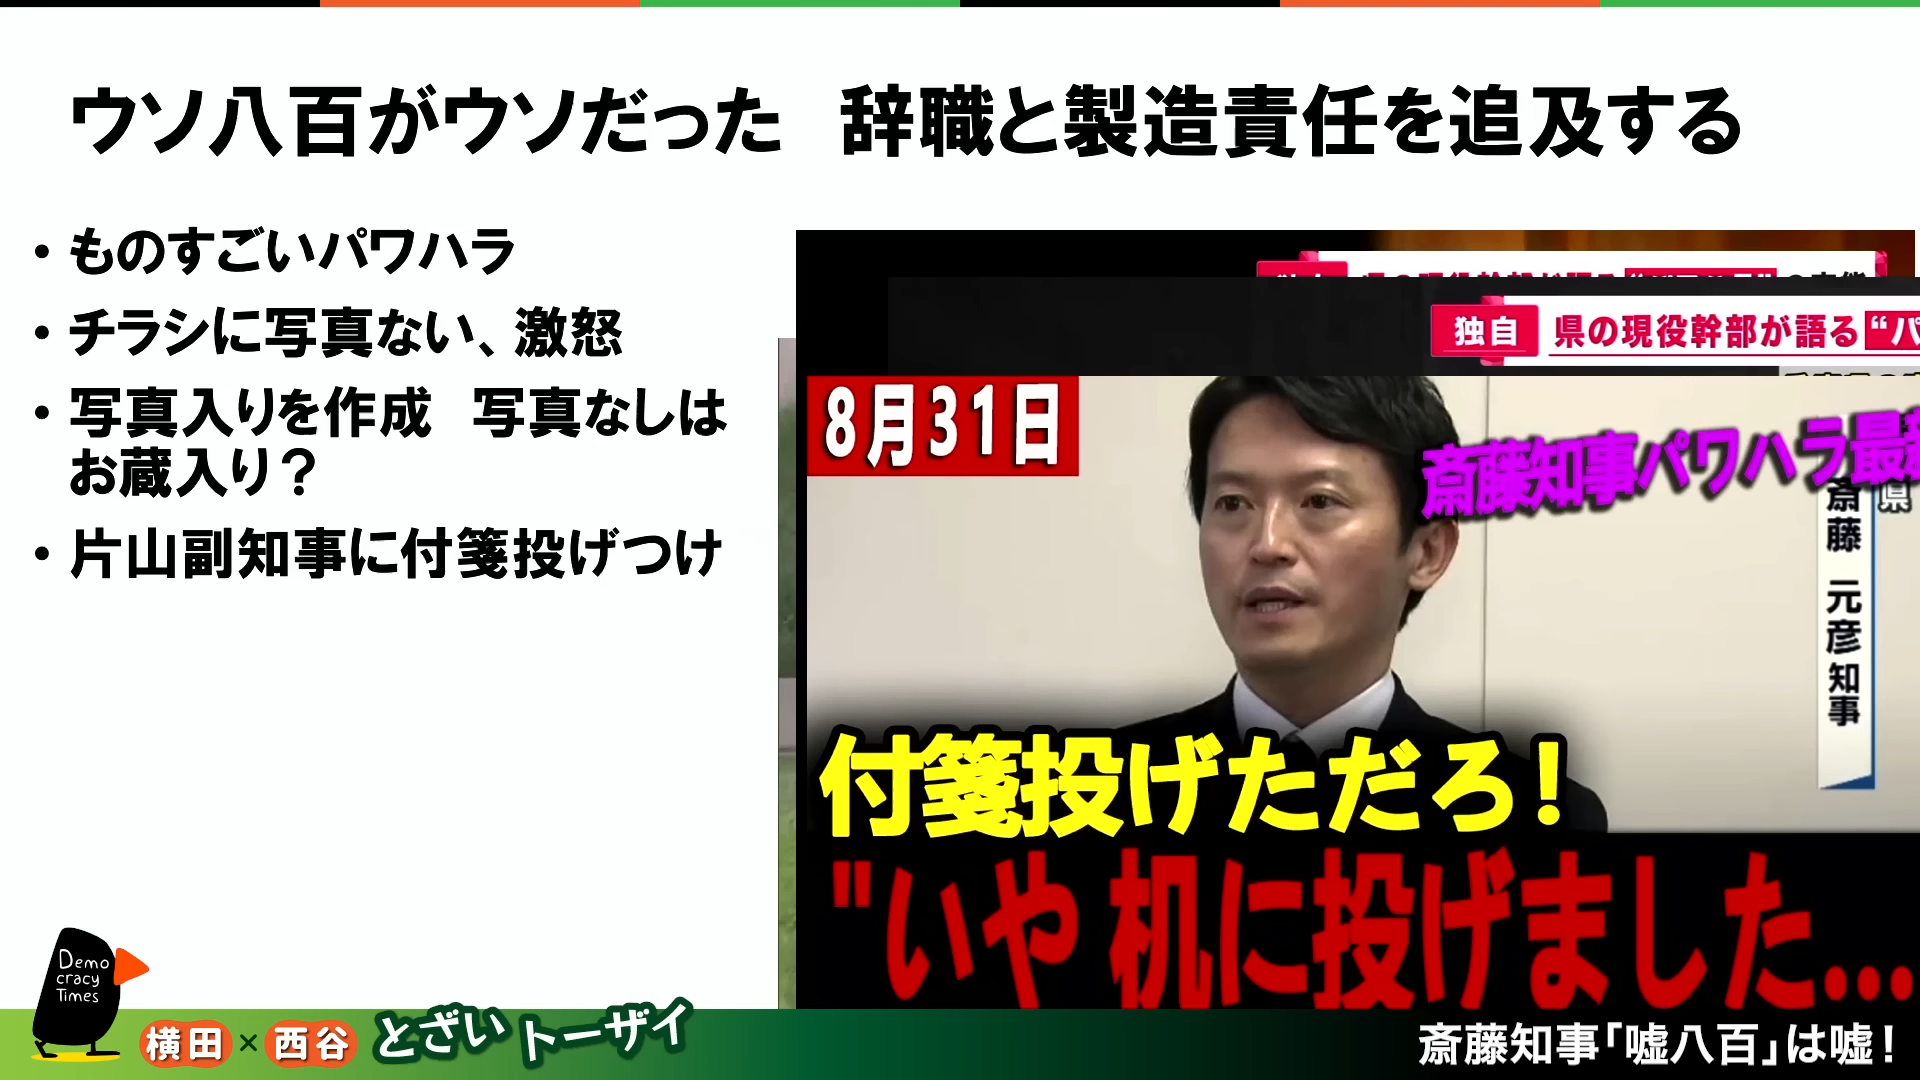 ウソ八百がウソだった　辞職と製造責任を追及する
・ものすごいパワハラ
・チラシに写真ない、激怒
・写真入りを作成　写真なしは
お蔵入り？
・片山副知事に付箋投げつけ
独自 県の現役幹部が語る“パ
8月31日
斎藤知事パワハラ最
県
斎藤 元彦知事
付箋投げただろ！
"いや 机に投げました...
Demo
cracy
Times
横田×西谷 とざいトーザイ
斎藤知事「嘘八百」は嘘！